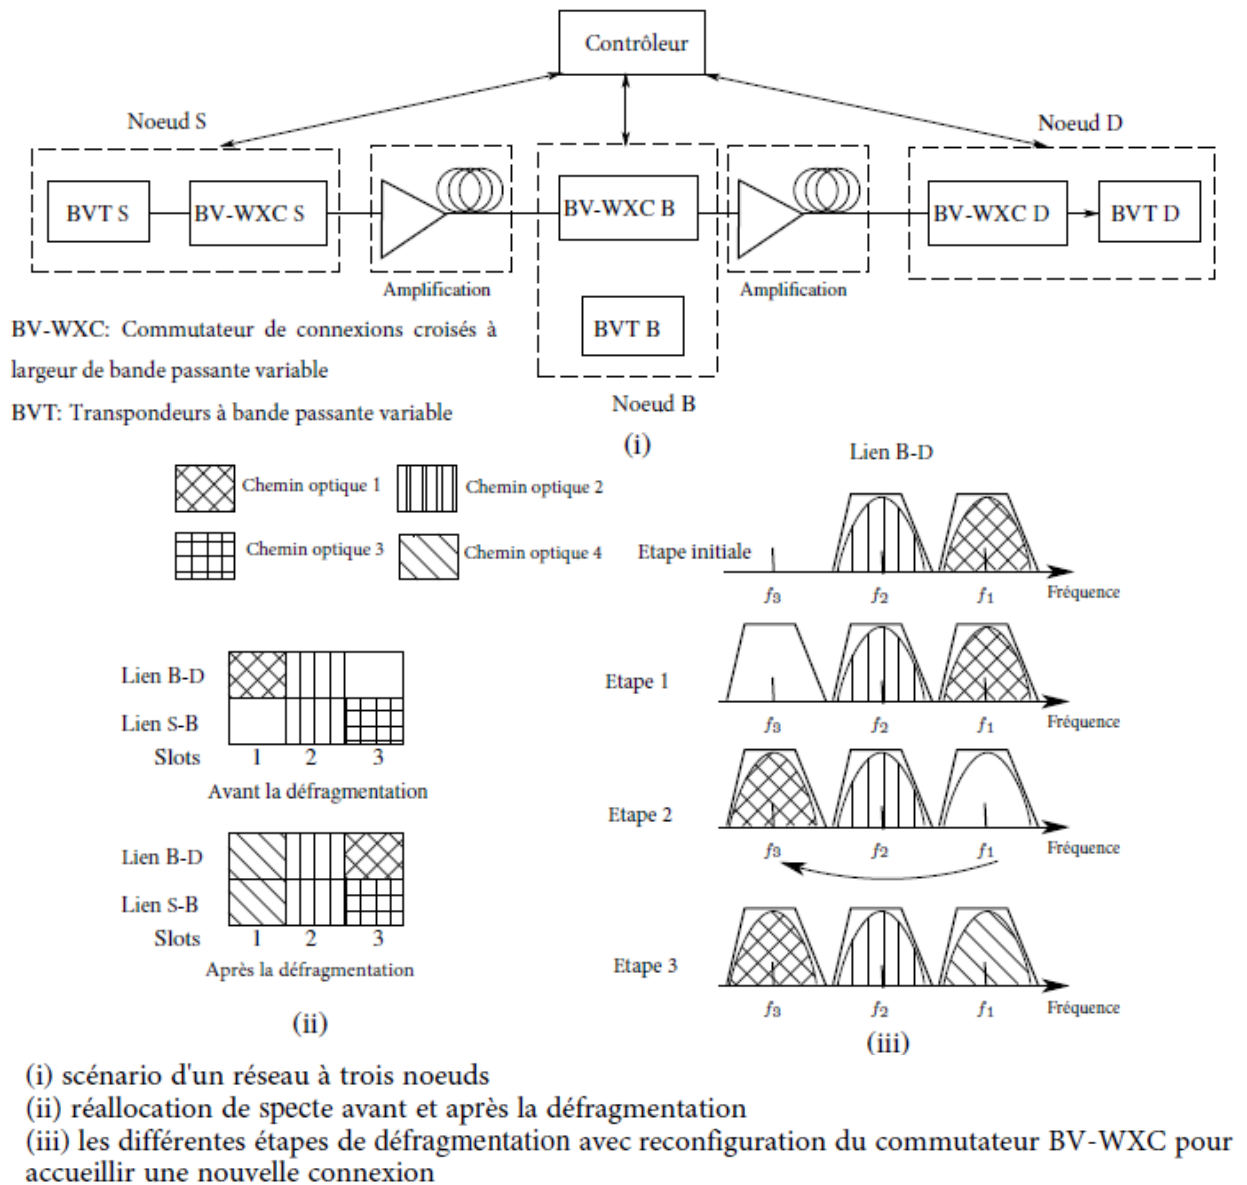 Contrôleur
Noeud S
Noeud D
BVT S
BV-WXC S
BV-WXC B
BV-WXC D
BVT D
Amplification
Amplification
BVT B
BV-WXC: Commutateur de connexions croisés à
largeur de bande passante variable
BVT: Transpondeurs à bande passante variable
Noeud B
(i)
Lien B-D
Chemin optique 1
Chemin optique 2
Chemin optique 3
Chemin optique 4
Etape initiale
f3 f2 f1 Fréquence
Etape 1
f3 f2 f1 Fréquence
Etape 2
f3 f2 f1 Fréquence
Etape 3
f3 f2 f1 Fréquence
(iii)
Lien B-D
Lien S-B
Slots 1 2 3
Avant la défragmentation
Lien B-D
Lien S-B
Slots 1 2 3
Après la défragmentation
(ii)
(i) scénario d'un réseau à trois noeuds
(ii) réallocation de specte avant et après la défragmentation
(iii) les différentes étapes de défragmentation avec reconfiguration du commutateur BV-WXC pour
accueillir une nouvelle connexion